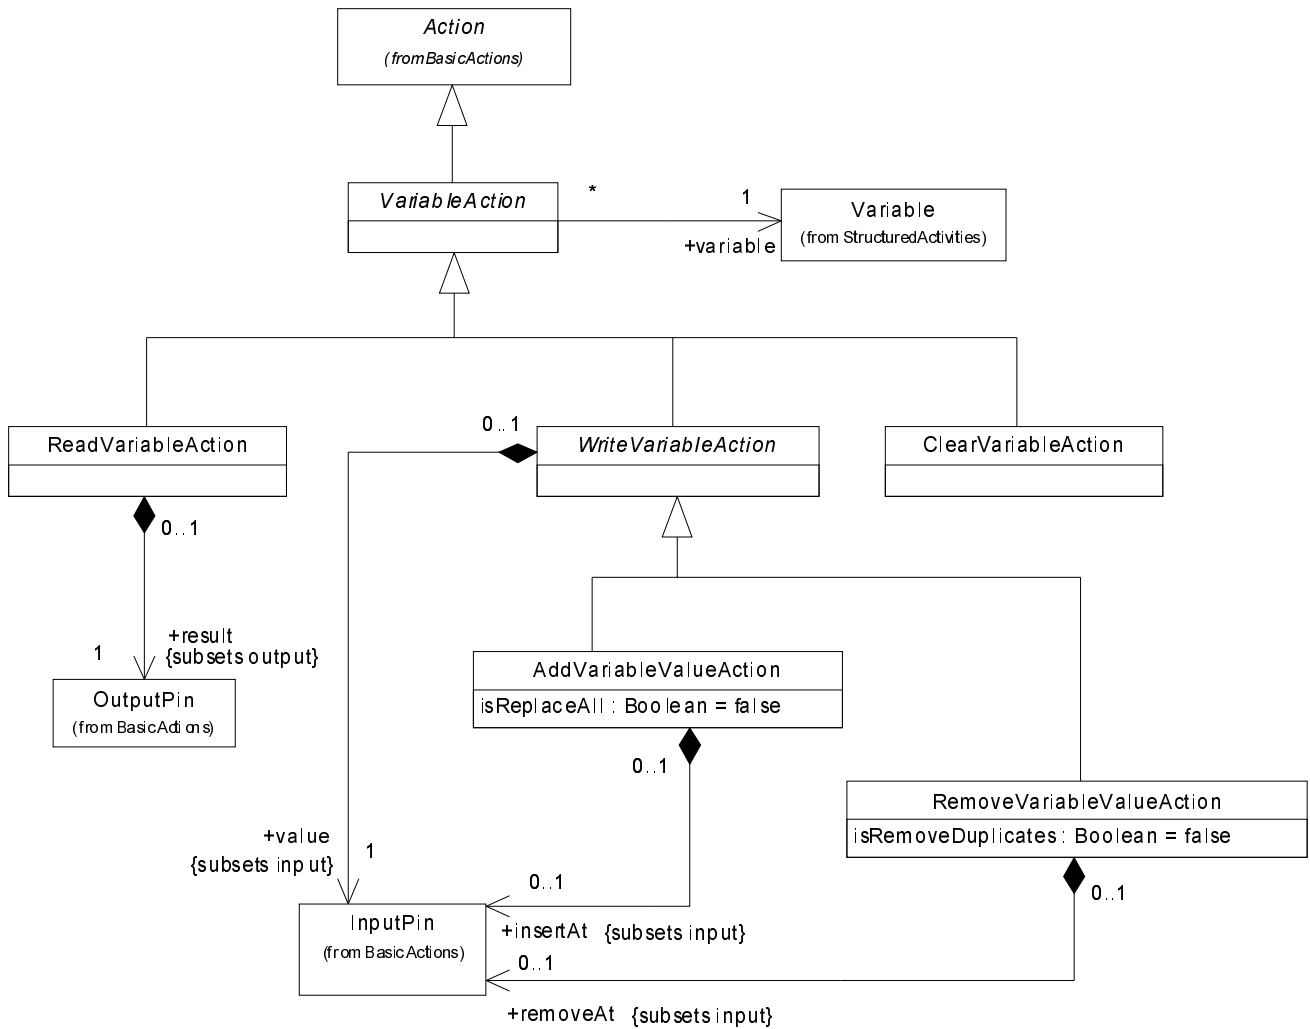 Action
(from BasicActions)
VariableAction
*
1
+variable
Variable
(from StructuredActivities)
ReadVariableAction
0..1
WriteVariableAction
ClearVariableAction
0..1
1
+result
{subsets output}
OutputPin
(from BasicActions)
AddVariableValueAction
isReplaceAll : Boolean = false
0..1
RemoveVariableValueAction
isRemoveDuplicates : Boolean = false
+value
{subsets input}
1
0..1
0..1
InputPin
(from BasicActions)
+insertAt {subsets input}
0..1
+removeAt {subsets input}